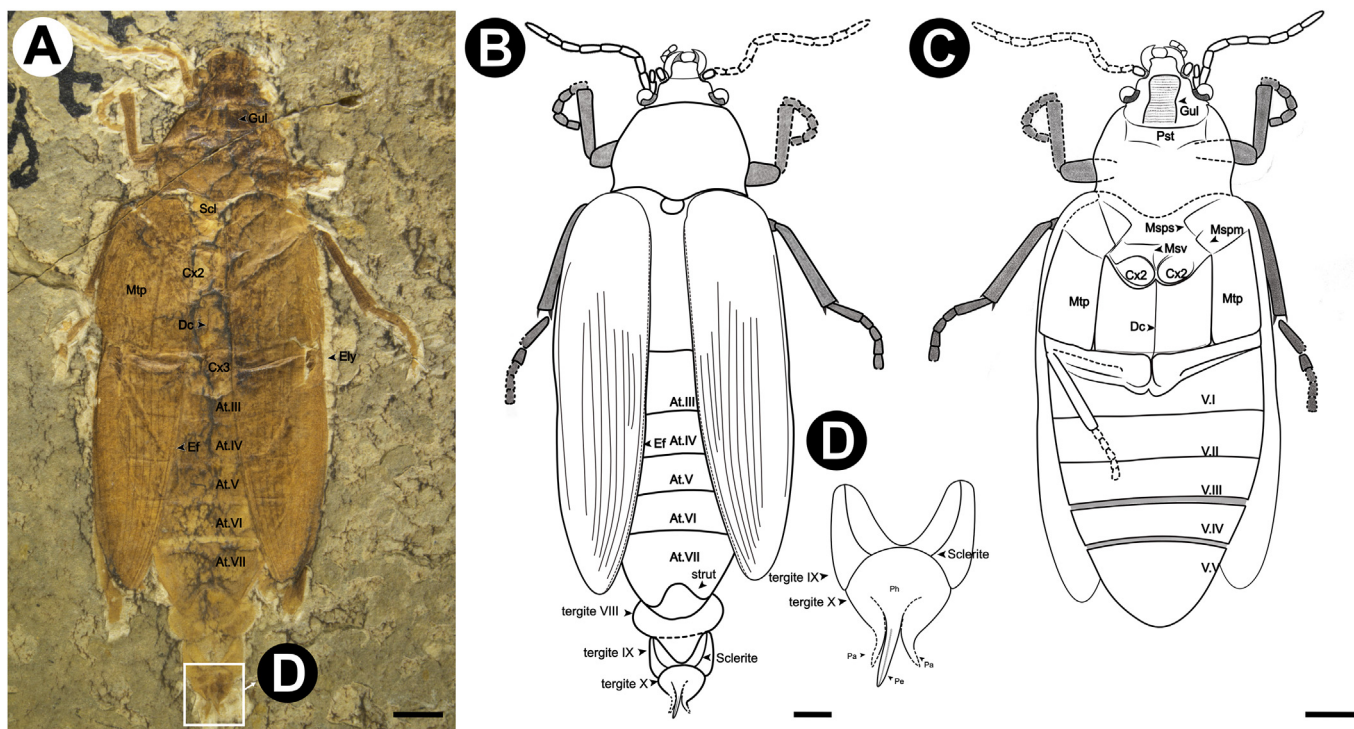 A
Gul
Scl
Cx2
Mtp
Dc
Ely
Cx3
At.III
Ef
At.IV
At.V
At.VI
At.VII
D
B
At.III
Ef
At.IV
At.V
At.VI
At.VII
strut
tergite VIII
tergite IX
Sclerite
tergite X
D
Sclerite
tergite IX
Ph
tergite X
Pa
Pa
Pe
C
Gul
Pst
Msps
Mspm
Msv
Cx2
Cx2
Mtp
Mtp
Dc
V.I
V.II
V.III
V.IV
V.V